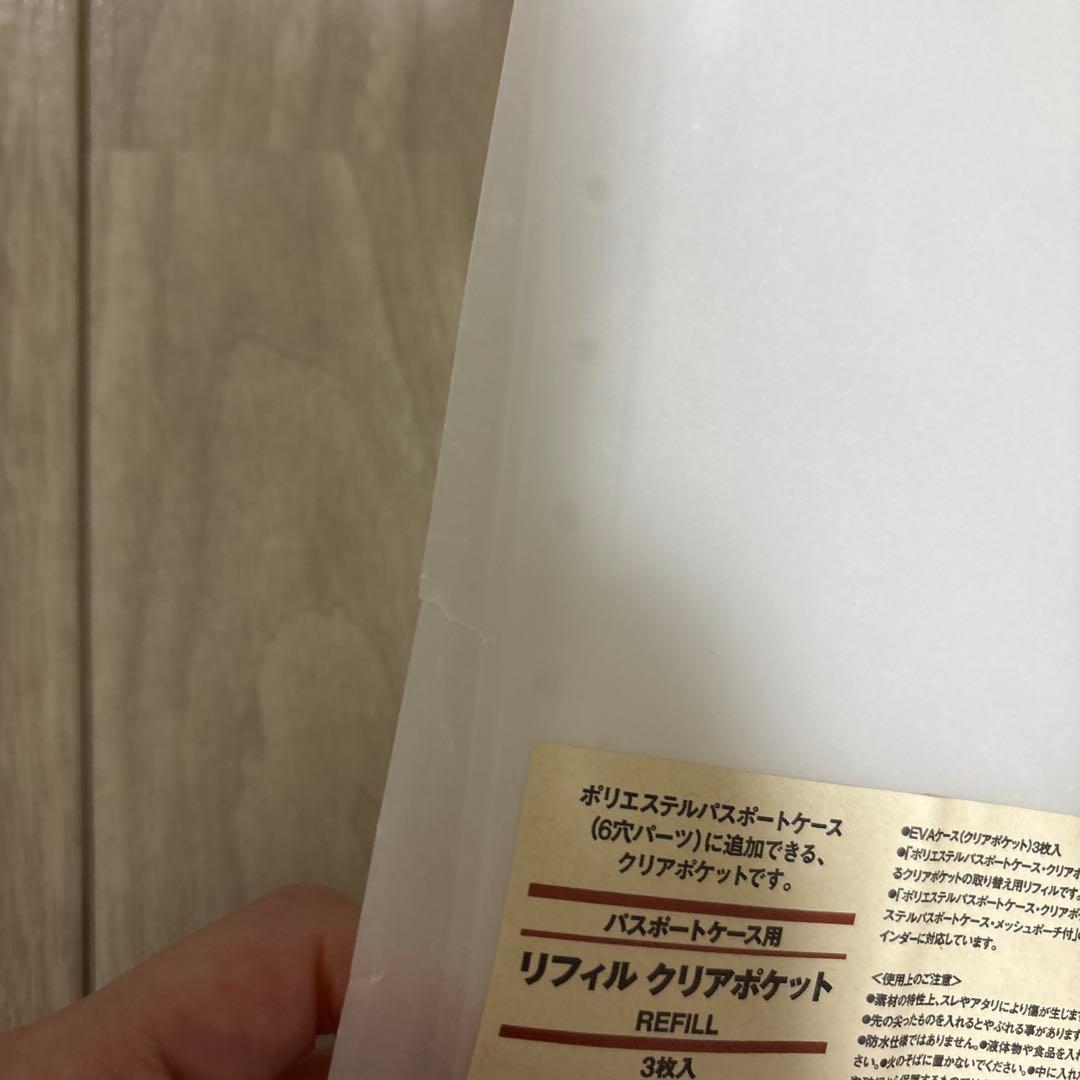 ポリエステルパスポートケース
(6穴パーツ)に追加できる、
クリアポケットです。
パスポートケース用
リフィル クリアポケット
REFILL
3枚入
●EVAケース(クリアポケット)3枚入
●「ポリエステルパスポートケース・クリアポ
るクリアポケットの取り替え用リフィルです。
●「ポリエステルパスポートケース・クリアポ
ステルパスポートケース・メッシュポーチ付」
インダーに対応しています。
<使用上のご注意>
●素材の特性上、スレやアタリにより傷が生じます
●先の尖ったものを入れるとやぶれる事があります
●防水仕様ではありません。●液体物や食品を入れ
さい。●火のそばに置かないでください。●中に入れた